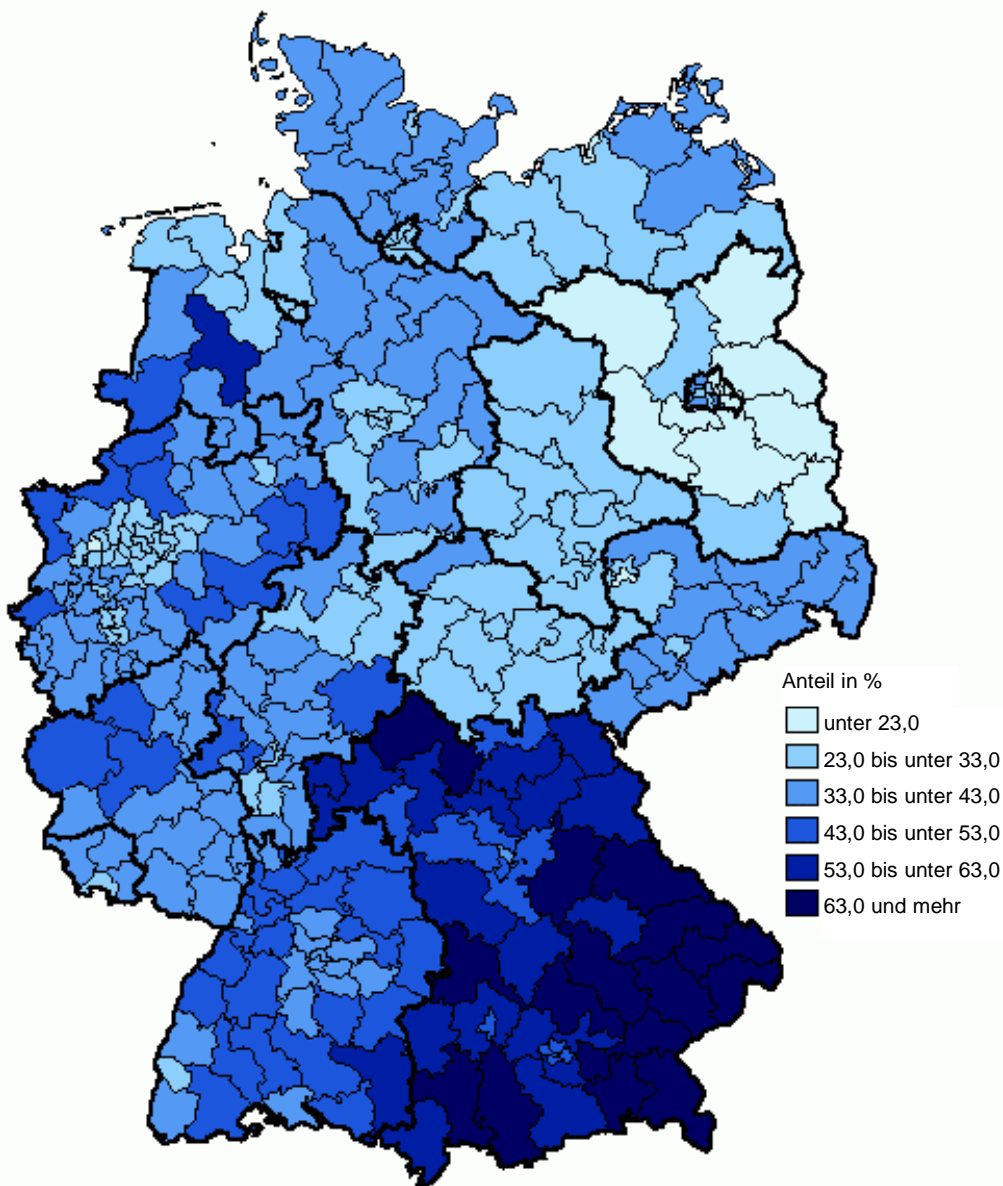 Anteil in %
unter 23,0
23,0 bis unter 33,0
33,0 bis unter 43,0
43,0 bis unter 53,0
53,0 bis unter 63,0
63,0 und mehr